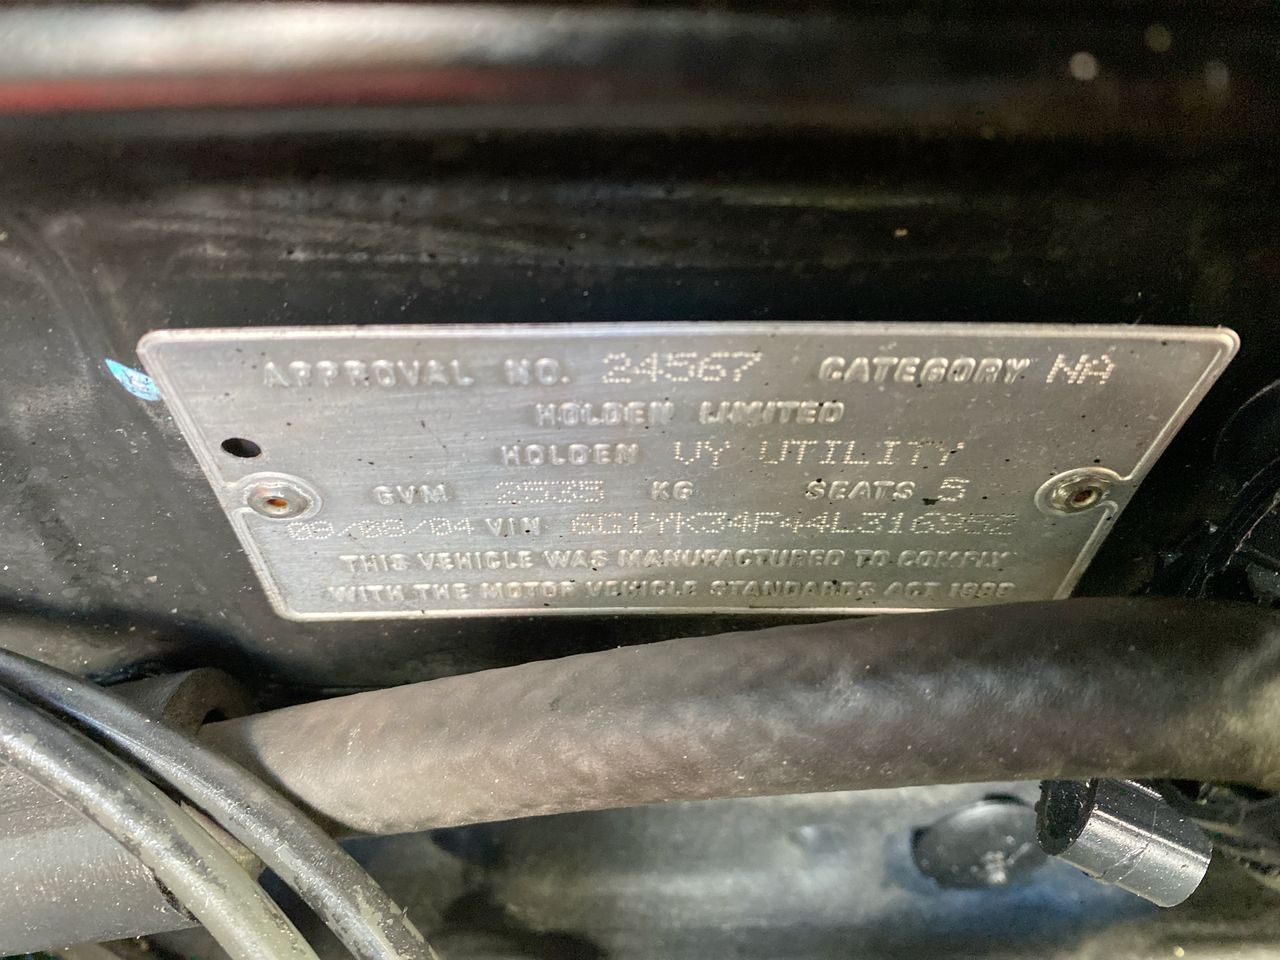 APPROVAL NO. 24567 CATEGORY NA
HOLDEN LIMITED
HOLDEN VY UTILITY
GVM KG SEATS 5
VIN
THIS VEHICLE WAS MANUFACTURED TO COMPLY
WITH THE MOTOR VEHICLE STANDARDS ACT 1989